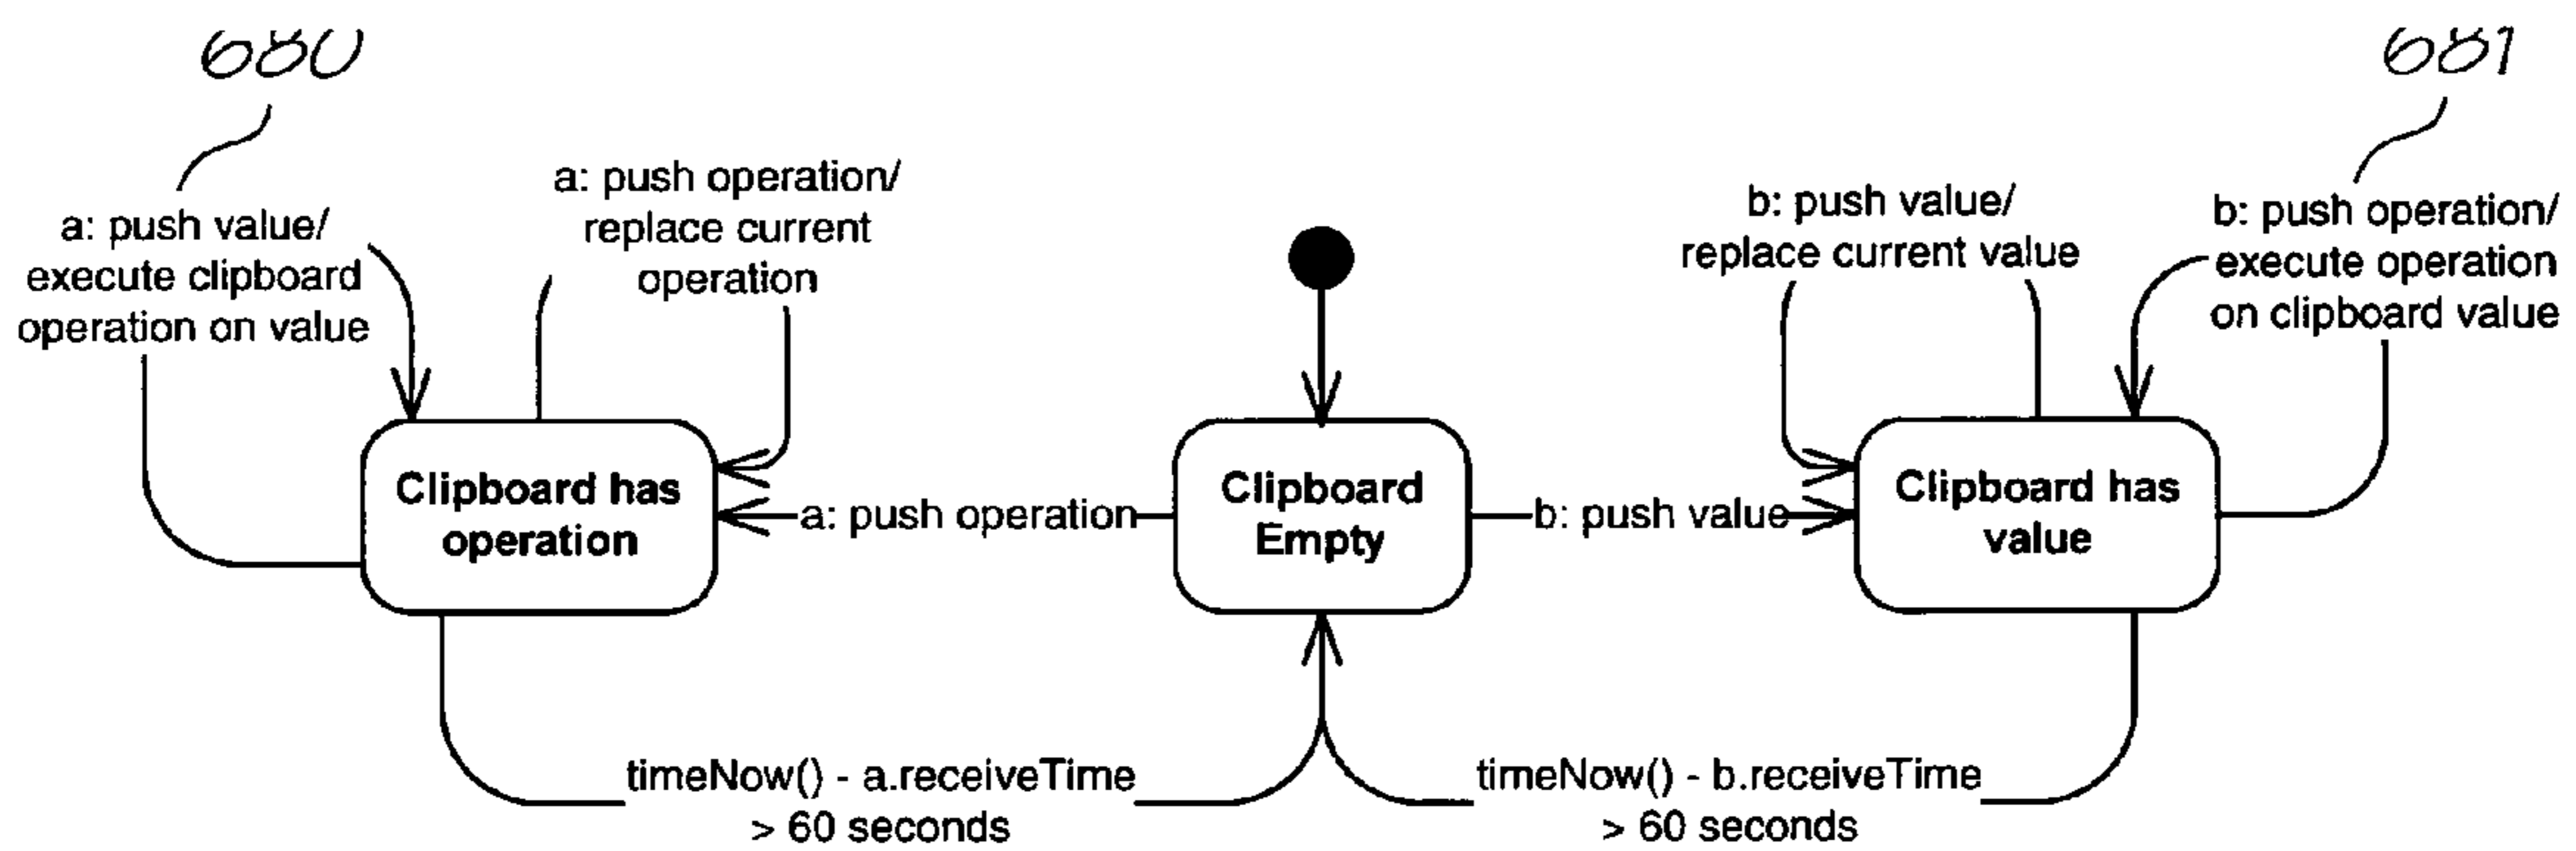 680
681
a: push value/
execute clipboard
operation on value
a: push operation/
replace current
operation
b: push value/
replace current value
b: push operation/
execute operation
on clipboard value
Clipboard has
operation
a: push operation
Clipboard
Empty
b: push value
Clipboard has
value
timeNow() - a.receiveTime
> 60 seconds
timeNow() - b.receiveTime
> 60 seconds